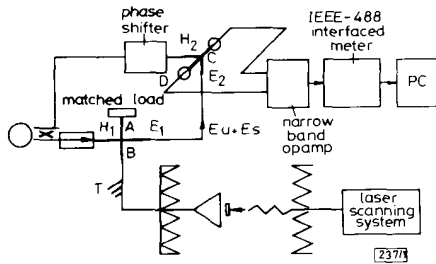 phase
shifter
H2
C
D
E2
IEEE-488
interfaced
meter
PC
narrow
band
opamp
matched load
H1
A
E1
B
Eu+Es
T
laser
scanning
system
237/1